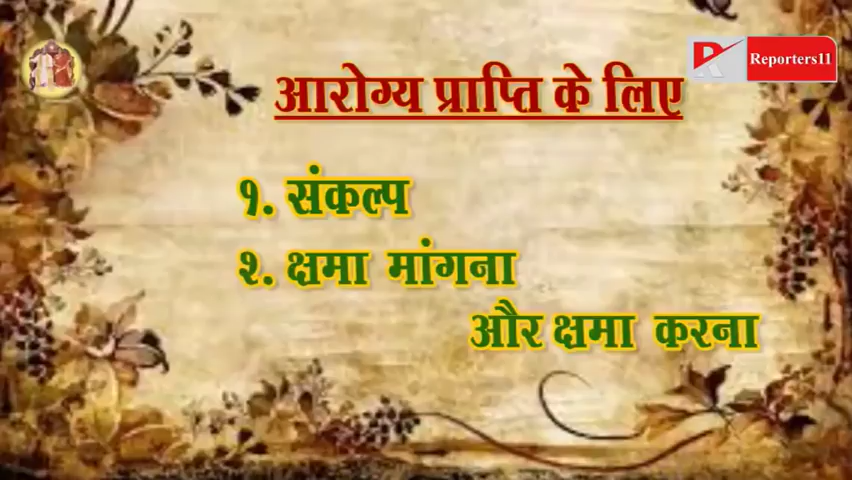 Reporters11
आरोग्य प्राप्ति के लिए
१. संकल्प
२. क्षमा मांगना
और क्षमा करना